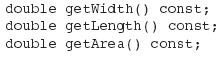 double getWidth() const;
double getLength() const;
double getArea() const;